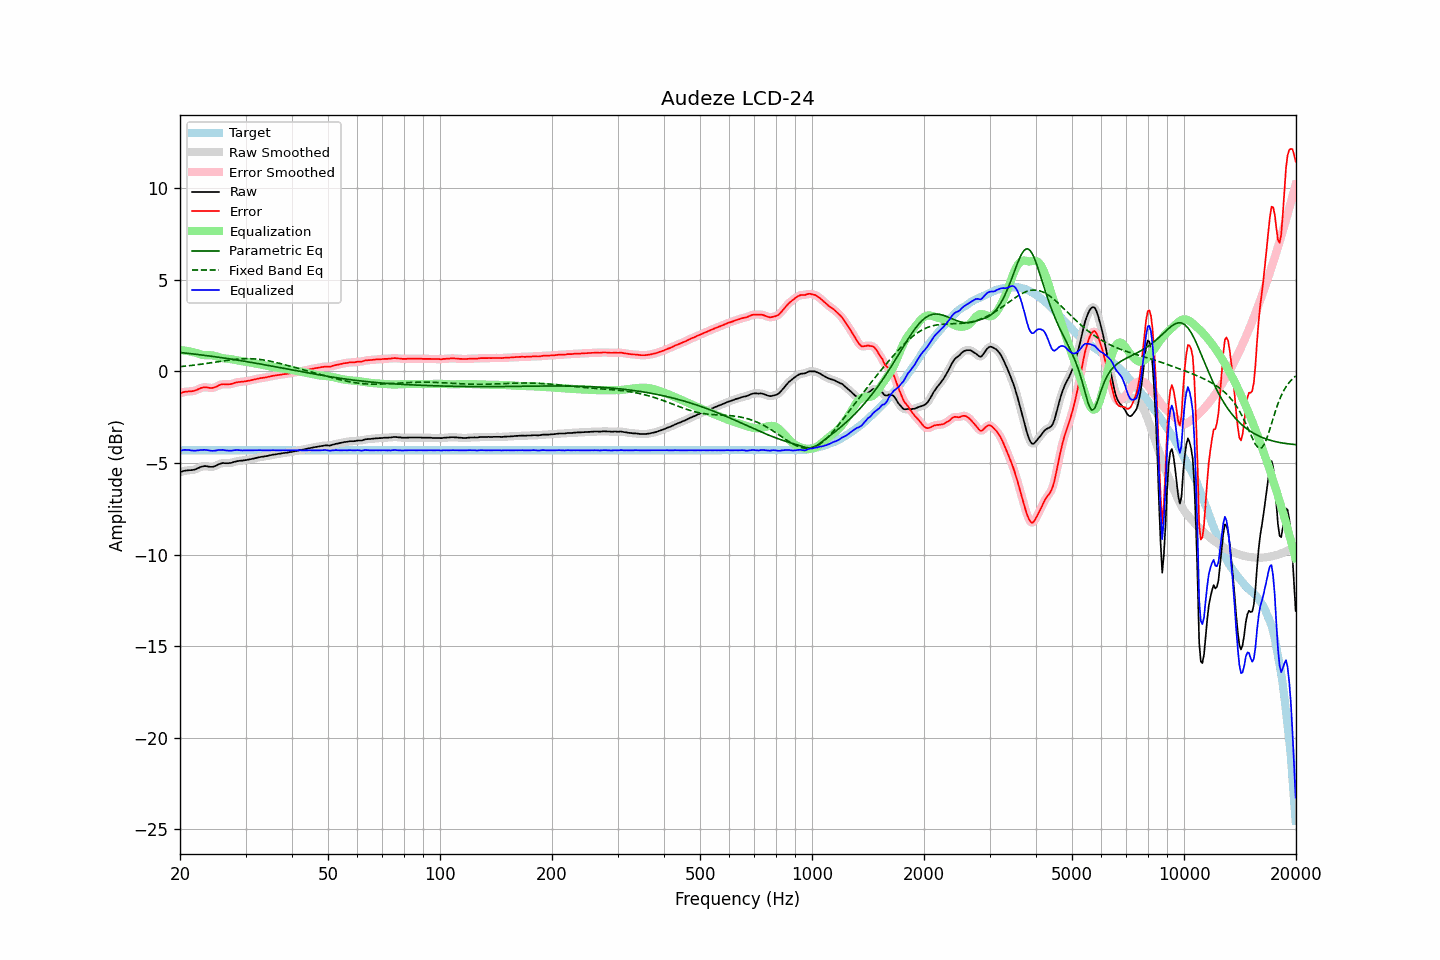 Audeze LCD-24
Target
Raw Smoothed
Error Smoothed
Raw
Error
Equalization
Parametric Eq
Fixed Band Eq
Equalized
10
5
0
−5
−10
−15
−20
−25
Amplitude (dBr)
20 50 100 200 500 1000 2000 5000 10000 20000
Frequency (Hz)